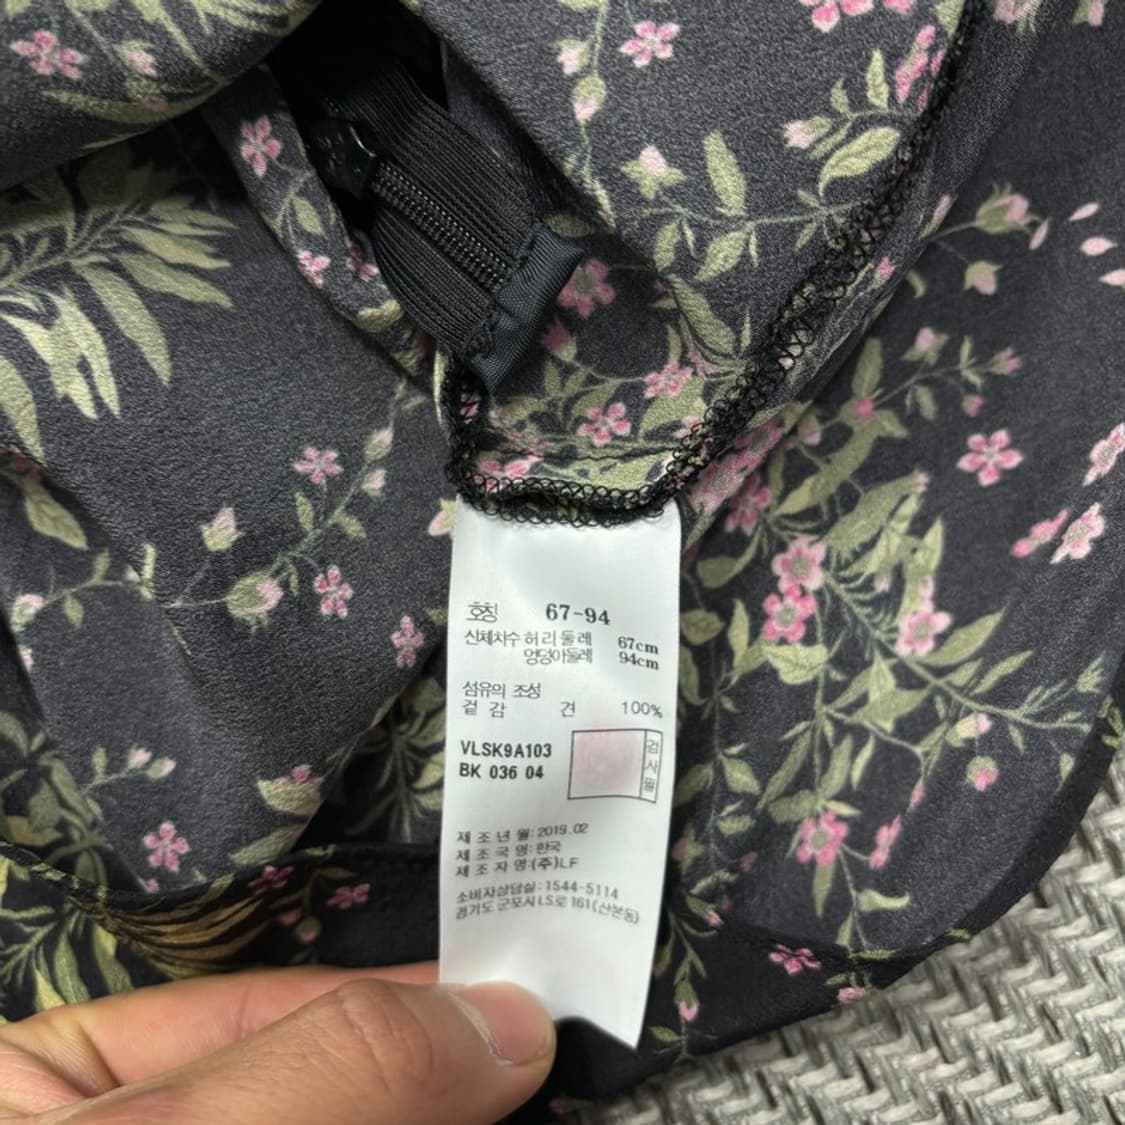 호칭 67-94
신체치수 허리둘레 67cm
엉덩이둘레 94cm
섬유의 조성
겉감 견 100%
VLSK9A103
BK 036 04
검사필
제조년월:2019.02
제조국명:한국
제조자명:(주)LF
소비자상담실:1544-5114
경기도 군포시 LS로 161(산본동)